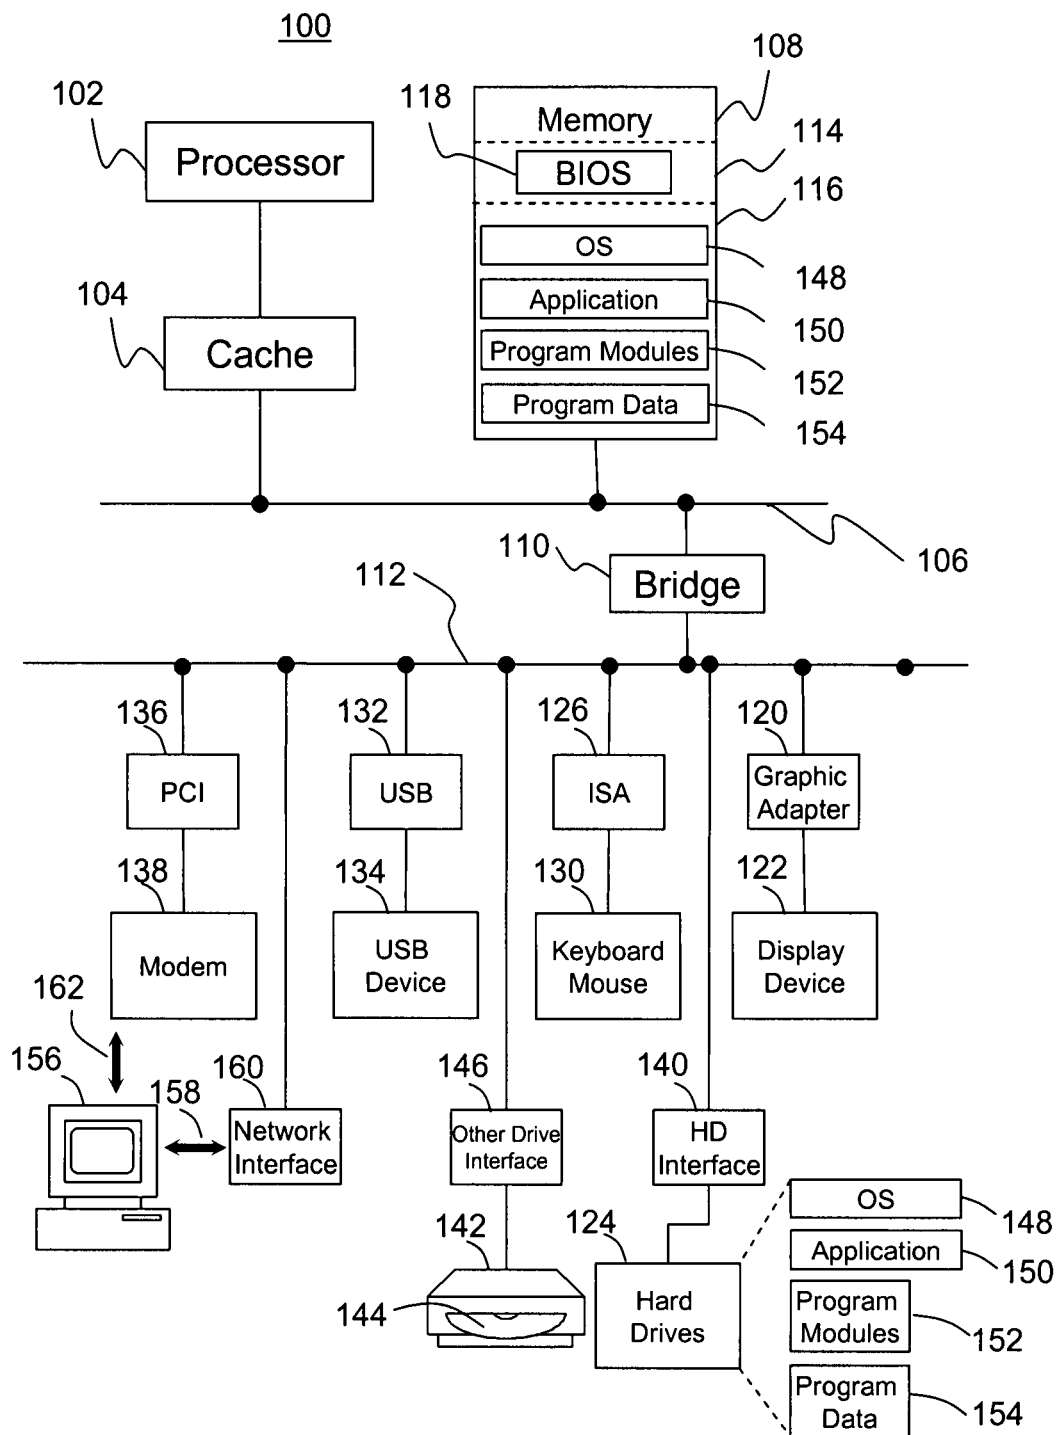 100
102
Processor
104
Cache
118
Memory
BIOS
OS
Application
Program Modules
Program Data
108
114
116
148
150
152
154
106
110
Bridge
112
136
PCI
132
USB
126
ISA
120
Graphic
Adapter
138
Modem
134
USB
Device
130
Keyboard
Mouse
122
Display
Device
162
156
158
160
Network
Interface
146
Other Drive
Interface
140
HD
Interface
142
144
124
Hard
Drives
OS
148
Application
150
Program
Modules
152
Program
Data
154